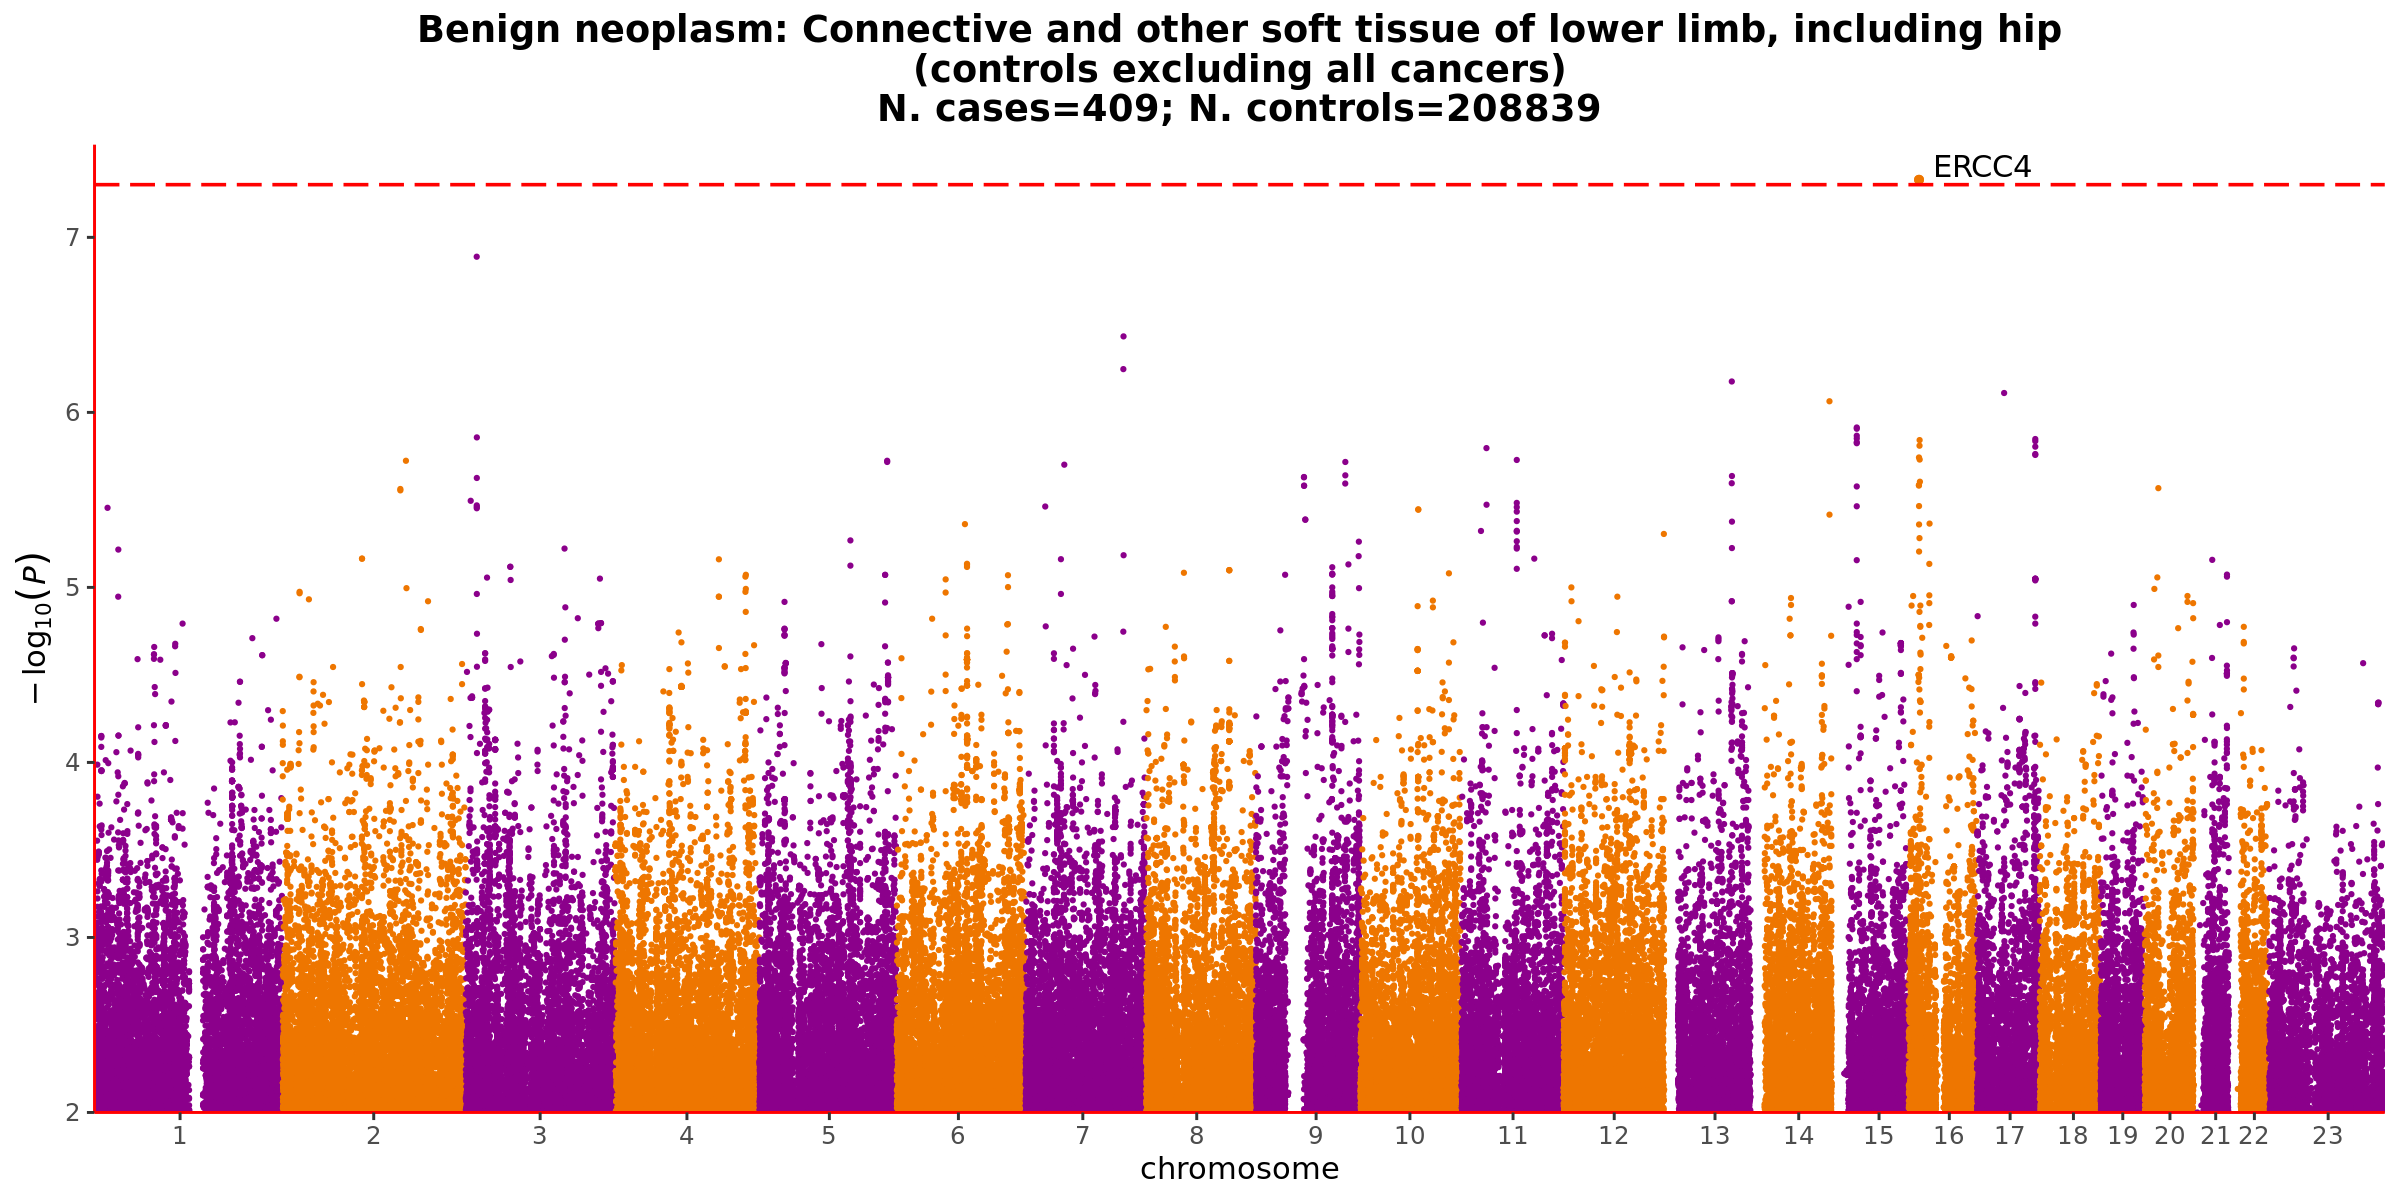 Benign neoplasm: Connective and other soft tissue of lower limb, including hip
(controls excluding all cancers)
N. cases=409; N. controls=208839
ERCC4
7
6
5
4
3
2
−log10(P)
1 2 3 4 5 6 7 8 9 10 11 12 13 14 15 16 17 18 19 20 21 22 23
chromosome